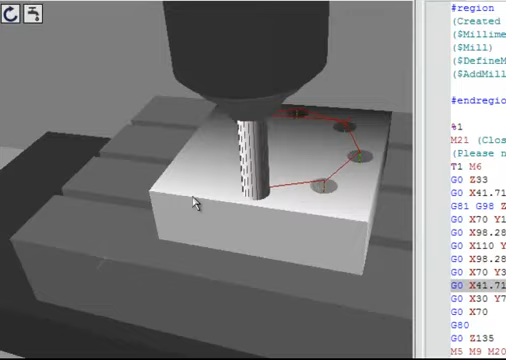 #region
(Created
($Millime
($Mill)
($DefineM
($AddMill
#endregio
%1
M21 (Clos
(Please n
T1 M6
G0 Z33
G0 X41.71
G81 G98 Z
G0 X70 Y1
G0 X98.28
G0 X110 Y
G0 X98.28
G0 X70 Y3
G0 X41.71
G0 X30 Y7
G0 X70
G80
G0 Z135
M5 M9 M20